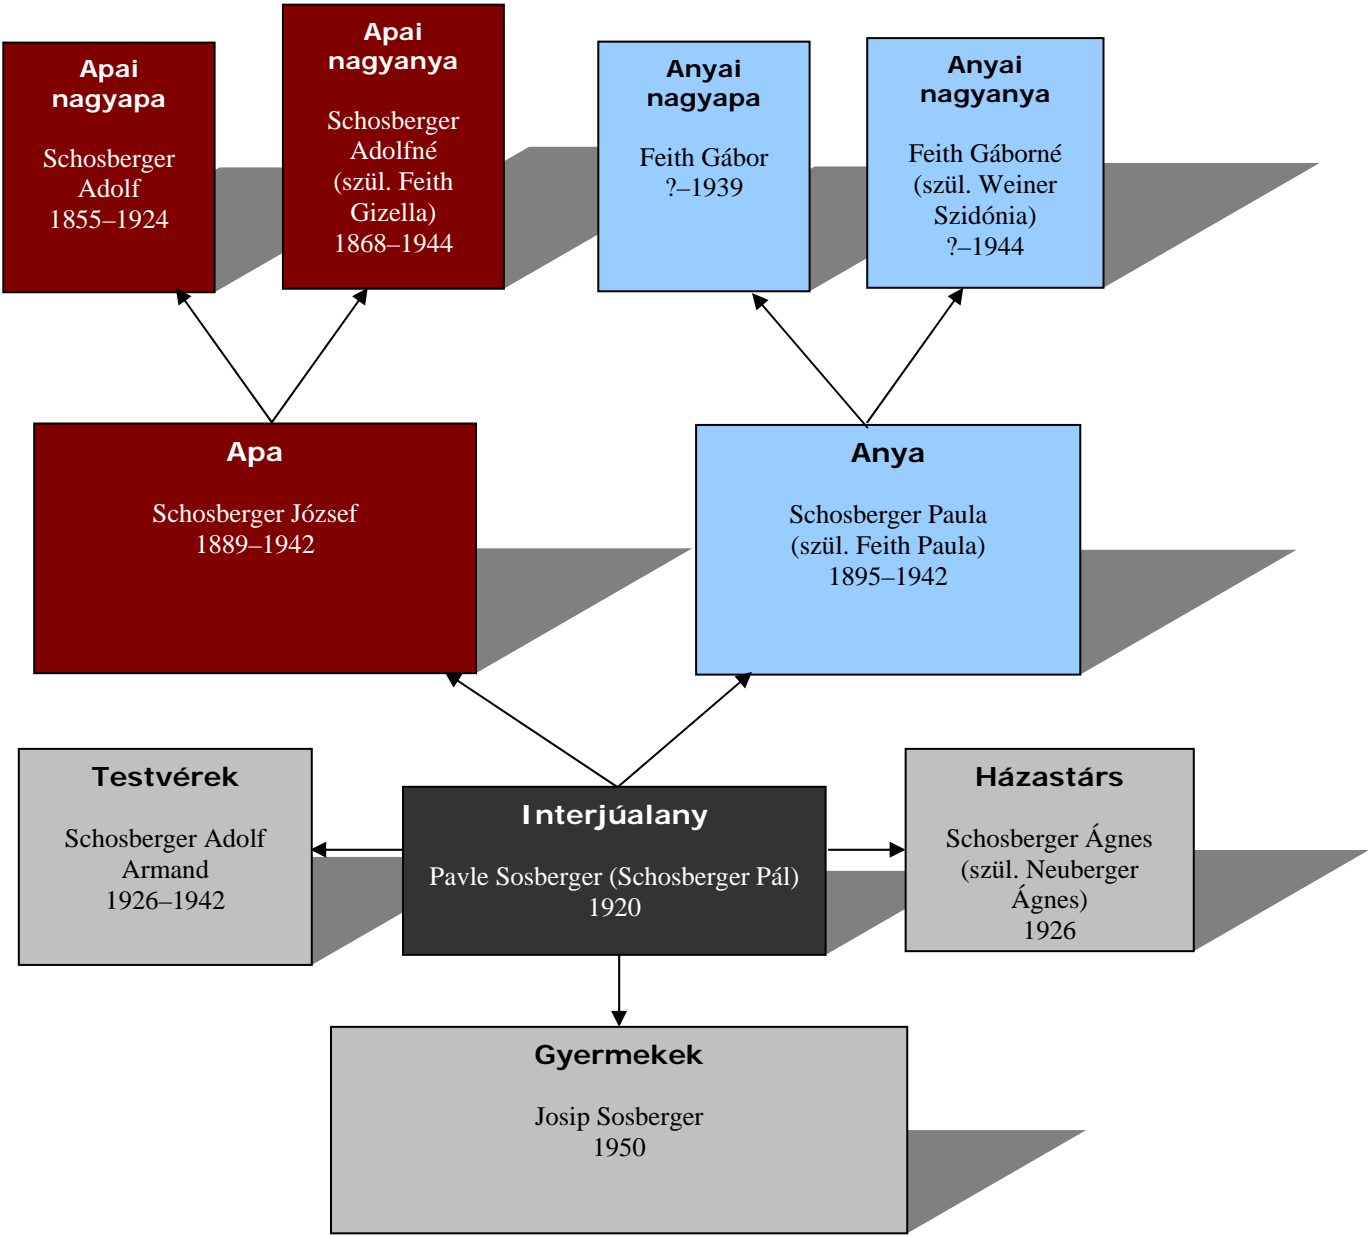 Apai
nagyapa
Schosberger
Adolf
1855–1924
Apai
nagyanya
Schosberger
Adolfné
(szül. Feith
Gizella)
1868–1944
Anyai
nagyapa
Feith Gábor
?–1939
Anyai
nagyanya
Feith Gáborné
(szül. Weiner
Szidónia)
?–1944
Apa
Schosberger József
1889–1942
Anya
Schosberger Paula
(szül. Feith Paula)
1895–1942
Testvérek
Schosberger Adolf
Armand
1926–1942
Interjúalany
Pavle Sosberger (Schosberger Pál)
1920
Házastárs
Schosberger Ágnes
(szül. Neuberger
Ágnes)
1926
Gyermekek
Josip Sosberger
1950